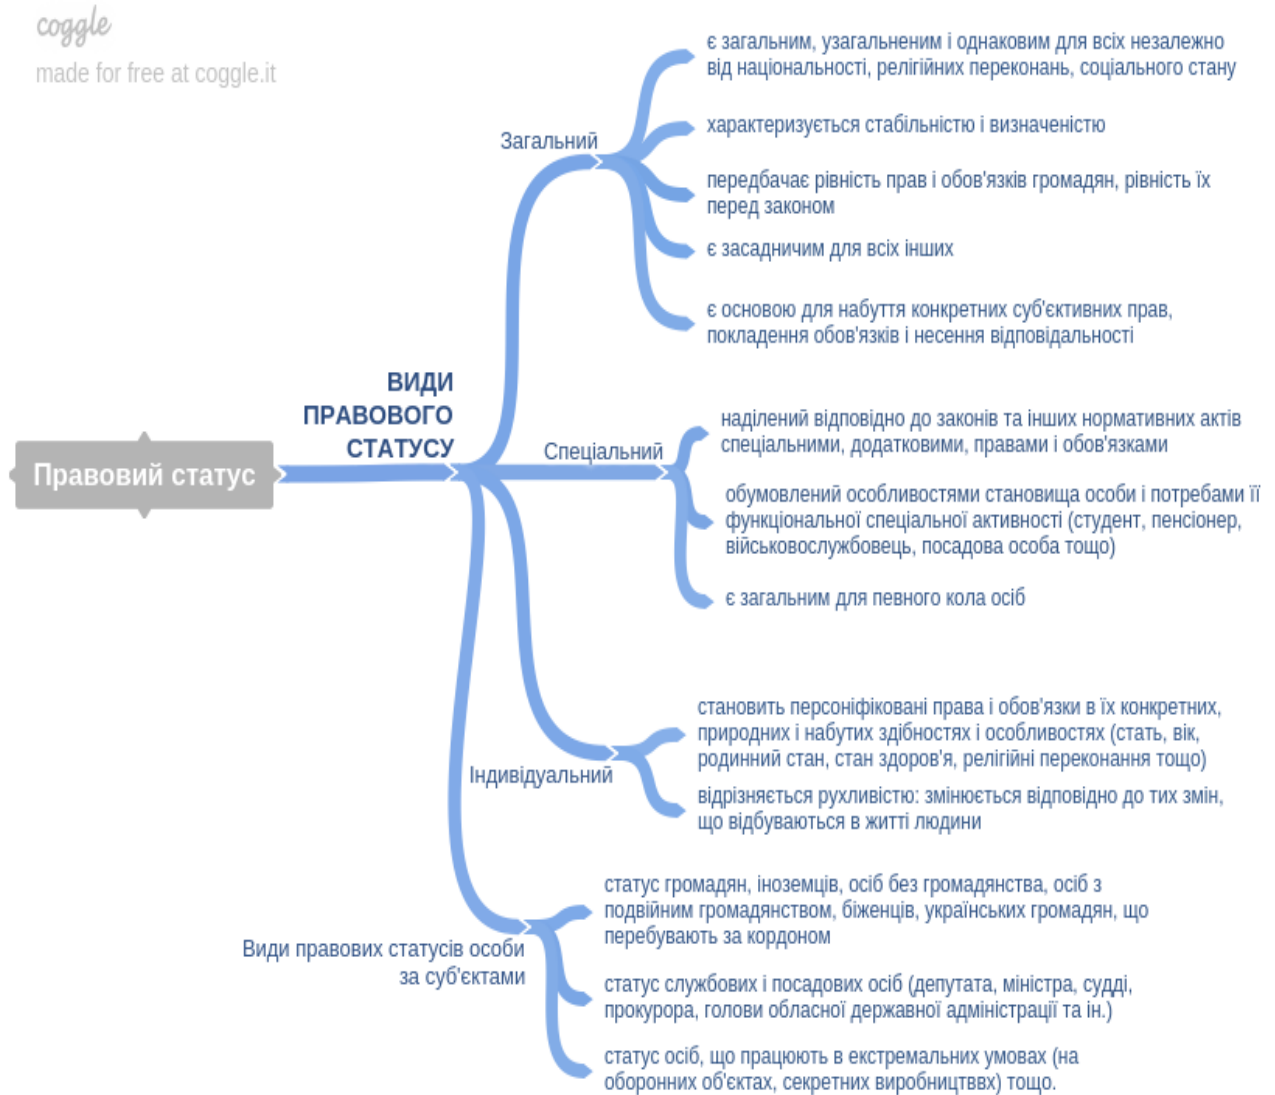 coggle
made for free at coggle.it
Правовий статус
ВИДИ
ПРАВОВОГО
СТАТУСУ
Загальний
є загальним, узагальненим і однаковим для всіх незалежно
від національності, релігійних переконань, соціального стану
характеризується стабільністю і визначеністю
передбачає рівність прав і обов'язків громадян, рівність їх
перед законом
є засадничим для всіх інших
є основою для набуття конкретних суб'єктивних прав,
покладення обов'язків і несення відповідальності
Спеціальний
наділений відповідно до законів та інших нормативних актів
спеціальними, додатковими, правами і обов'язками
обумовлений особливостями становища особи і потребами її
функціональної спеціальної активності (студент, пенсіонер,
військовослужбовець, посадова особа тощо)
є загальним для певного кола осіб
Індивідуальний
становить персоніфіковані права і обов'язки в їх конкретних,
природних і набутих здібностях і особливостях (стать, вік,
родинний стан, стан здоров'я, релігійні переконання тощо)
відрізняється рухливістю: змінюється відповідно до тих змін,
що відбуваються в житті людини
Види правових статусів особи
за суб'єктами
статус громадян, іноземців, осіб без громадянства, осіб з
подвійним громадянством, біженців, українських громадян, що
перебувають за кордоном
статус службових і посадових осіб (депутата, міністра, судді,
прокурора, голови обласної державної адміністрації та ін.)
статус осіб, що працюють в екстремальних умовах (на
оборонних об'єктах, секретних виробництввх) тощо.